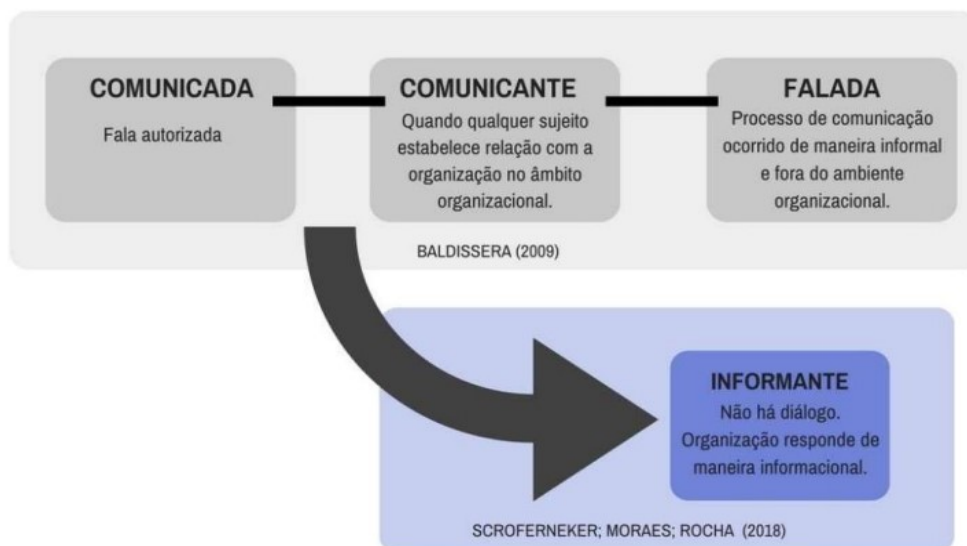 COMUNICADA
Fala autorizada
COMUNICANTE
Quando qualquer sujeito
estabelece relação com a
organização no âmbito
organizacional.
FALADA
Processo de comunicação
ocorrido de maneira informal
e fora do ambiente
organizacional.
BALDISSERA (2009)
INFORMANTE
Não há diálogo.
Organização responde de
maneira informacional.
SCROFERNEKER; MORAES; ROCHA (2018)